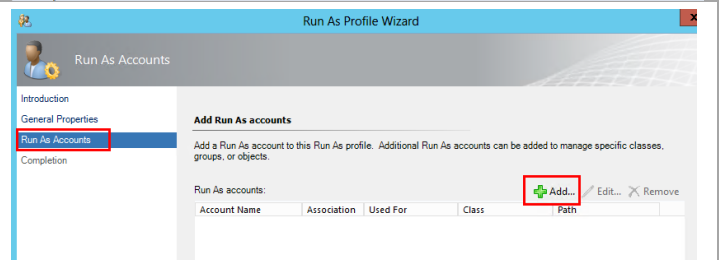 Run As Profile Wizard
x
Run As Accounts
Introduction
General Properties
Run As Accounts
Completion
Add Run As accounts
Add a Run As account to this Run As profile. Additional Run As accounts can be added to manage specific classes,
groups, or objects.
Run As accounts:
Add... Edit... Remove
Account Name Association Used For Class Path